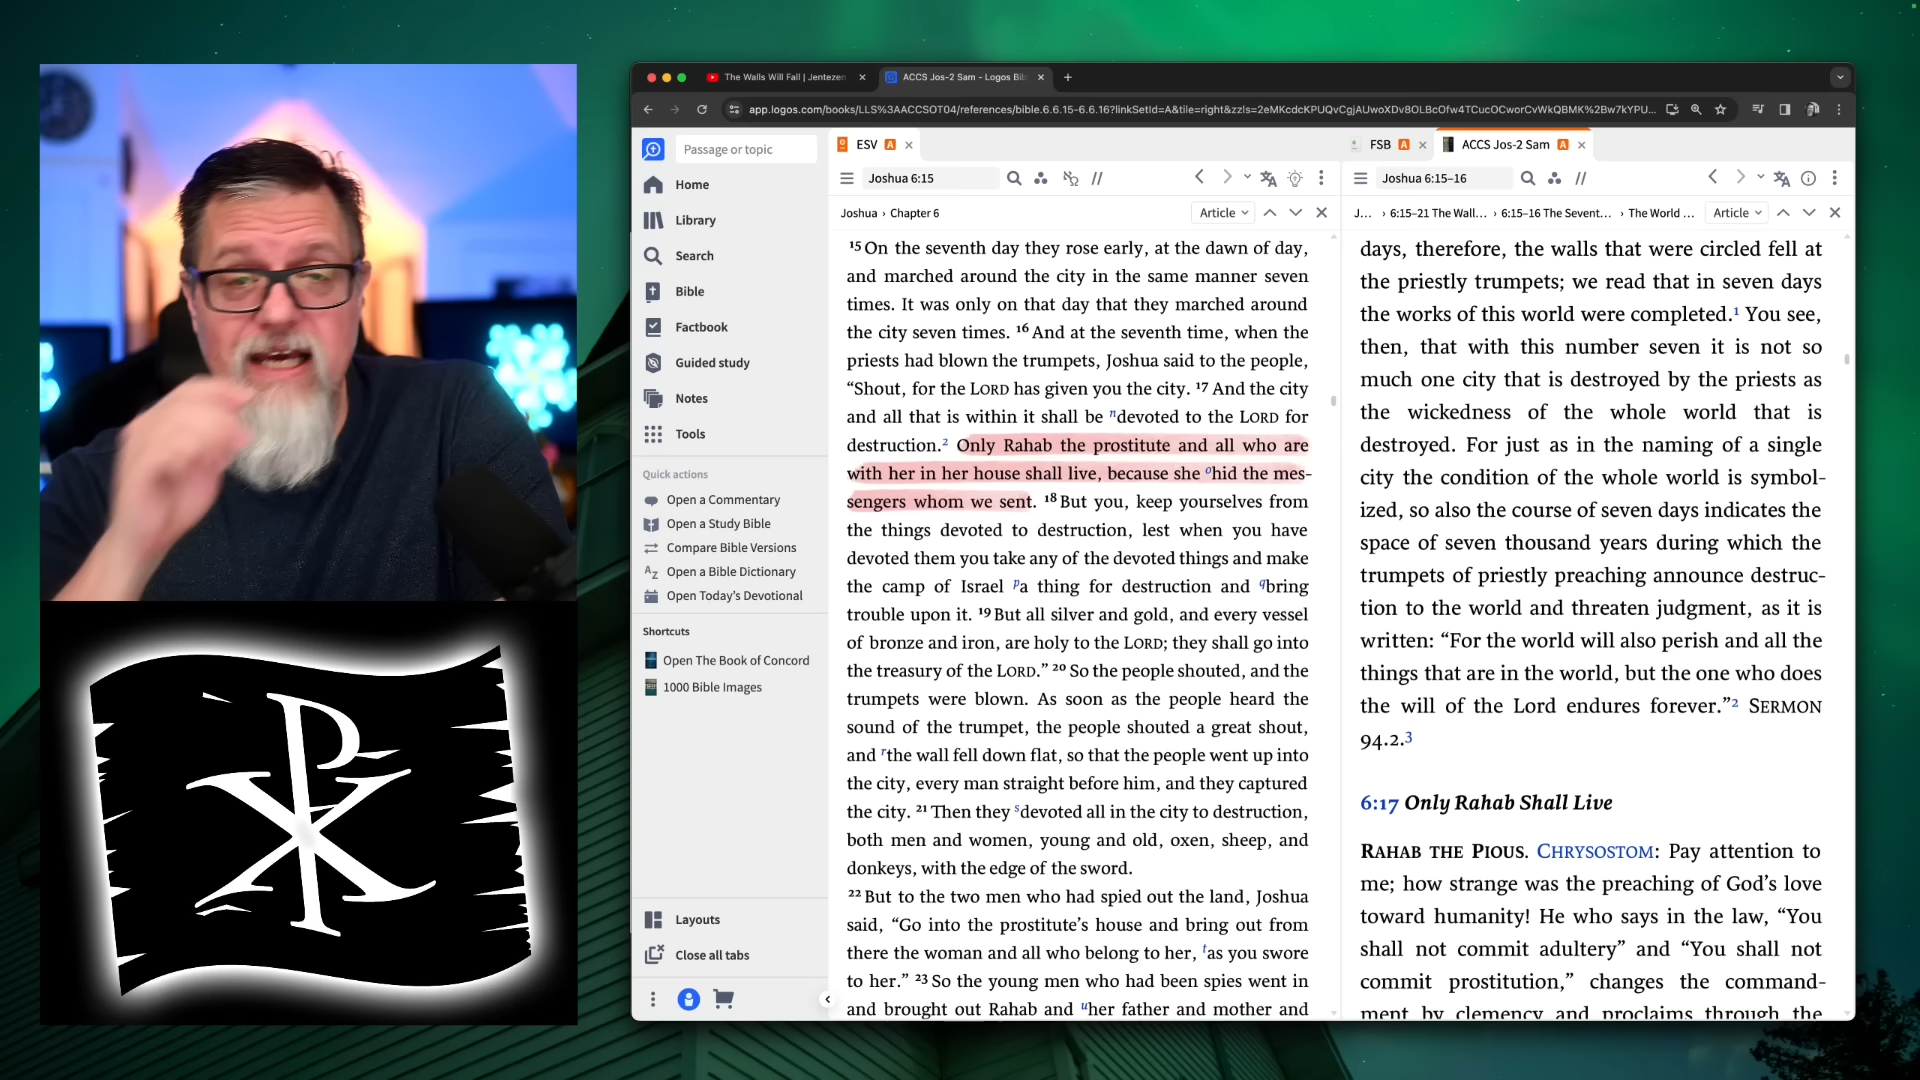 The Walls Will Fall | Jentezen
ACCS Jos-2 Sam - Logos Bib
app.logos.com/books/LLS%3AACCSOT04/references/bible.6.6.15-6.6.16?linkSetId=A&tile=right&zzls=2eMKcdcKPUQvCgjAUwoXDv8OLBcOfw4TCucOCworCvWkQBMK%2Bw7kYPU...
Passage or topic
Home
Library
Search
Bible
Factbook
Guided study
Notes
Tools
Quick actions
Open a Commentary
Open a Study Bible
Compare Bible Versions
Open a Bible Dictionary
Open Today's Devotional
Shortcuts
Open The Book of Concord
1000 Bible Images
Layouts
Close all tabs
ESV A
Joshua 6:15
Joshua › Chapter 6
Article
15 On the seventh day they rose early, at the dawn of day,
and marched around the city in the same manner seven
times. It was only on that day that they marched around
the city seven times. 16 And at the seventh time, when the
priests had blown the trumpets, Joshua said to the people,
“Shout, for the LORD has given you the city. 17 And the city
and all that is within it shall be n devoted to the LORD for
destruction.2 Only Rahab the prostitute and all who are
with her in her house shall live, because she o hid the mes-
sengers whom we sent. 18 But you, keep yourselves from
the things devoted to destruction, lest when you have
devoted them you take any of the devoted things and make
the camp of Israel p a thing for destruction and q bring
trouble upon it. 19 But all silver and gold, and every vessel
of bronze and iron, are holy to the LORD; they shall go into
the treasury of the LORD.” 20 So the people shouted, and the
trumpets were blown. As soon as the people heard the
sound of the trumpet, the people shouted a great shout,
and r the wall fell down flat, so that the people went up into
the city, every man straight before him, and they captured
the city. 21 Then they s devoted all in the city to destruction,
both men and women, young and old, oxen, sheep, and
donkeys, with the edge of the sword.
22 But to the two men who had spied out the land, Joshua
said, “Go into the prostitute's house and bring out from
there the woman and all who belong to her, t as you swore
to her.” 23 So the young men who had been spies went in
and brought out Rahab and u her father and mother and
FSB A
ACCS Jos-2 Sam A
Joshua 6:15–16
J... › 6:15–21 The Wall... › 6:15–16 The Sevent... › The World ...
Article
days, therefore, the walls that were circled fell at
the priestly trumpets; we read that in seven days
the works of this world were completed.1 You see,
then, that with this number seven it is not so
much one city that is destroyed by the priests as
the wickedness of the whole world that is
destroyed. For just as in the naming of a single
city the condition of the whole world is symbol-
ized, so also the course of seven days indicates the
space of seven thousand years during which the
trumpets of priestly preaching announce destruc-
tion to the world and threaten judgment, as it is
written: “For the world will also perish and all the
things that are in the world, but the one who does
the will of the Lord endures forever.”2 SERMON
94.2.3
6:17 Only Rahab Shall Live
RAHAB THE PIOUS. CHRYSOSTOM: Pay attention to
me; how strange was the preaching of God's love
toward humanity! He who says in the law, “You
shall not commit adultery” and “You shall not
commit prostitution,” changes the command-
ment by clemency and proclaims through the